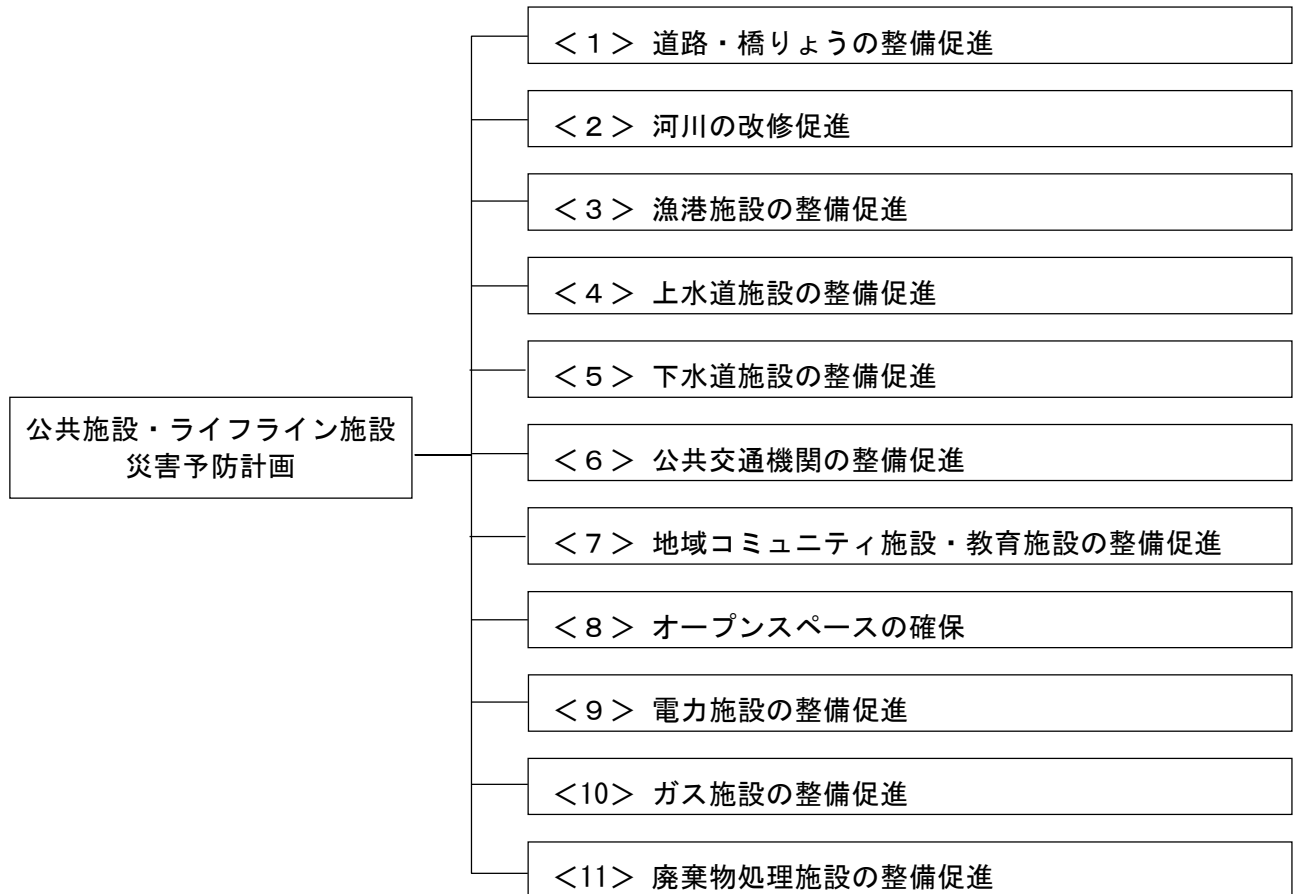 ＜１＞ 道路・橋りょうの整備促進
＜２＞ 河川の改修促進
＜３＞ 漁港施設の整備促進
＜４＞ 上水道施設の整備促進
＜５＞ 下水道施設の整備促進
公共施設・ライフライン施設
災害予防計画
＜６＞ 公共交通機関の整備促進
＜７＞ 地域コミュニティ施設・教育施設の整備促進
＜８＞ オープンスペースの確保
＜９＞ 電力施設の整備促進
＜10＞ ガス施設の整備促進
＜11＞ 廃棄物処理施設の整備促進